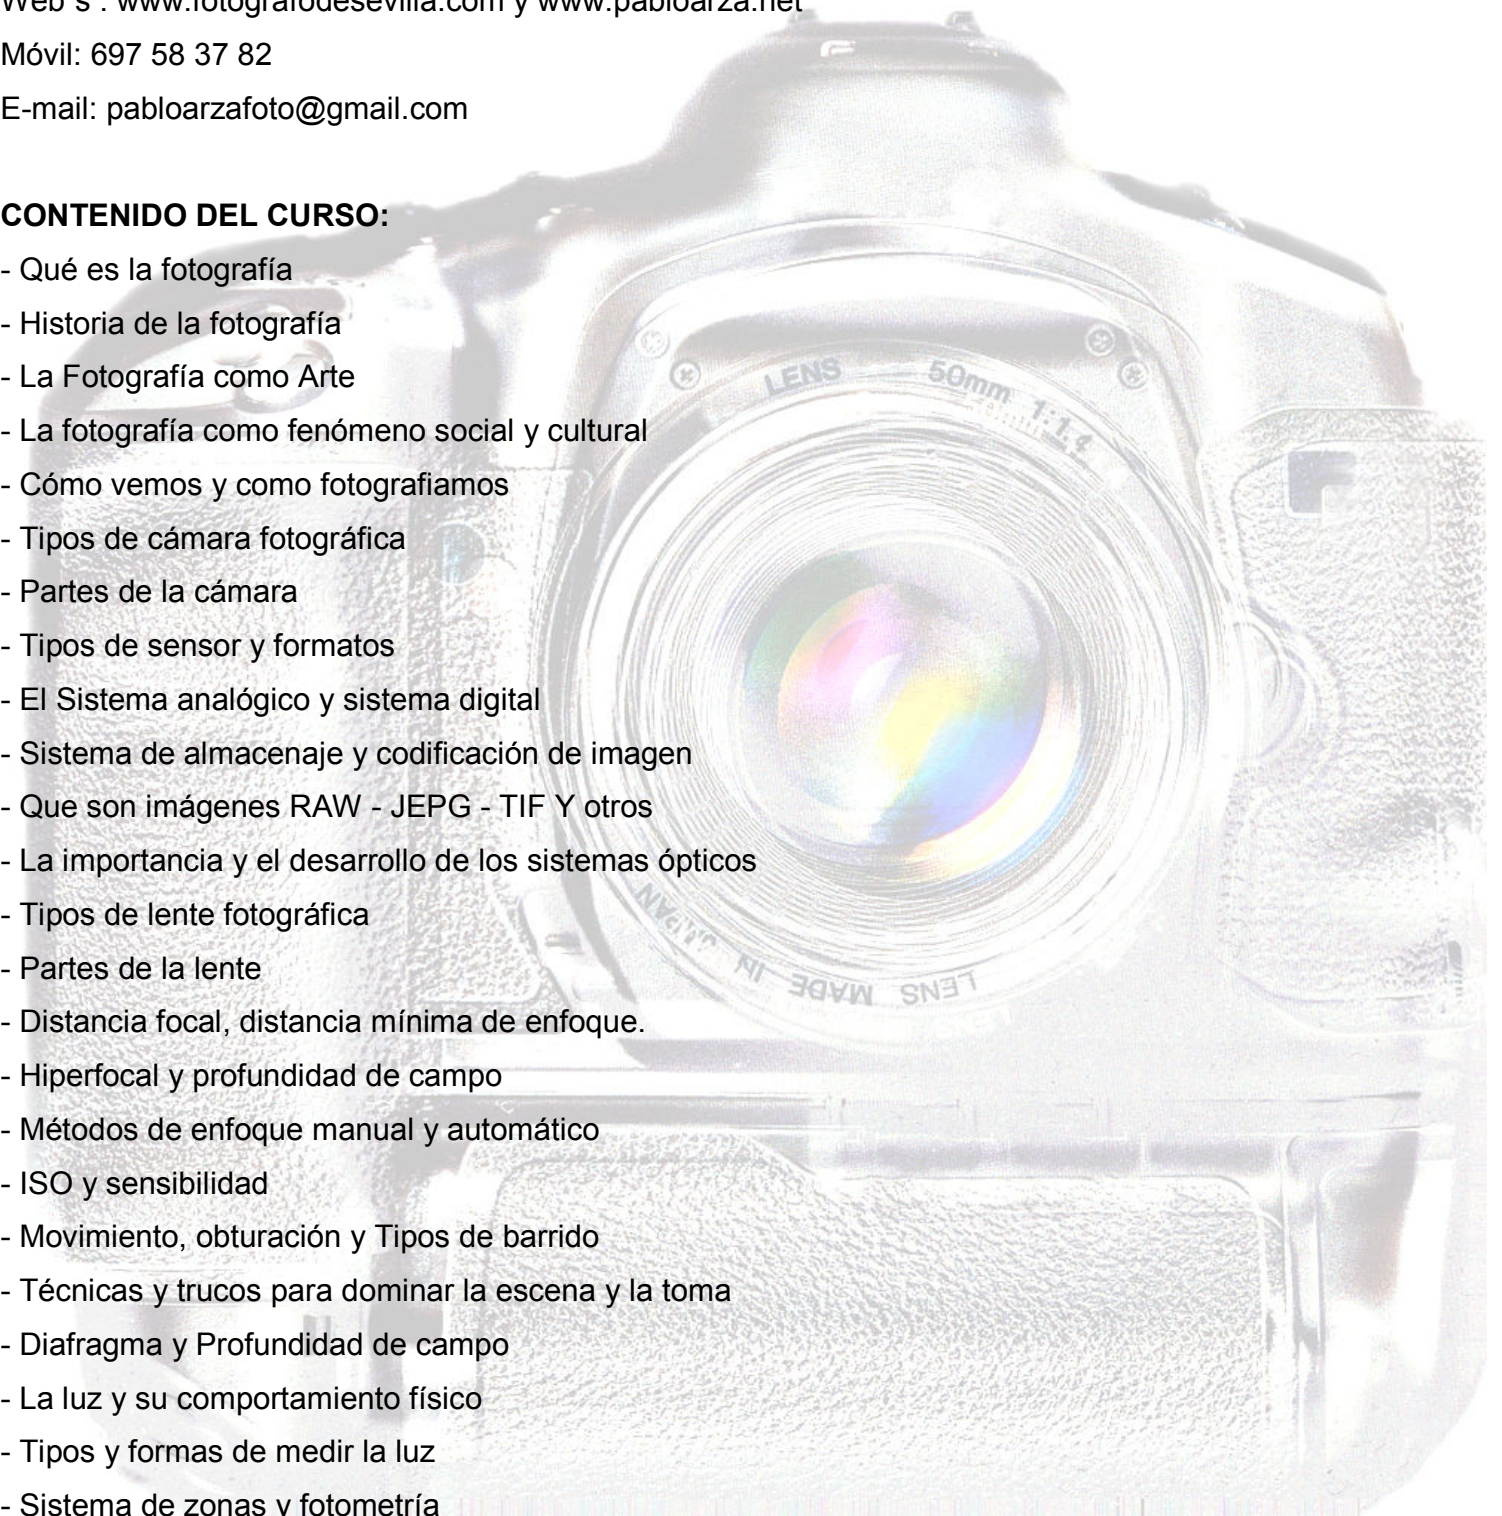 Web´s : www.fotografodesevilla.com y www.pabloarza.net
Móvil: 697 58 37 82
E-mail: pabloarzafoto@gmail.com
CONTENIDO DEL CURSO:
- Qué es la fotografía
- Historia de la fotografía
- La Fotografía como Arte
- La fotografía como fenómeno social y cultural
- Cómo vemos y como fotografiamos
- Tipos de cámara fotográfica
- Partes de la cámara
- Tipos de sensor y formatos
- El Sistema analógico y sistema digital
- Sistema de almacenaje y codificación de imagen
- Que son imágenes RAW - JEPG - TIF Y otros
- La importancia y el desarrollo de los sistemas ópticos
- Tipos de lente fotográfica
- Partes de la lente
- Distancia focal, distancia mínima de enfoque.
- Hiperfocal y profundidad de campo
- Métodos de enfoque manual y automático
- ISO y sensibilidad
- Movimiento, obturación y Tipos de barrido
- Técnicas y trucos para dominar la escena y la toma
- Diafragma y Profundidad de campo
- La luz y su comportamiento físico
- Tipos y formas de medir la luz
- Sistema de zonas y fotometría
LENS 50mm 1:1.4
LENS MADE IN JAPAN